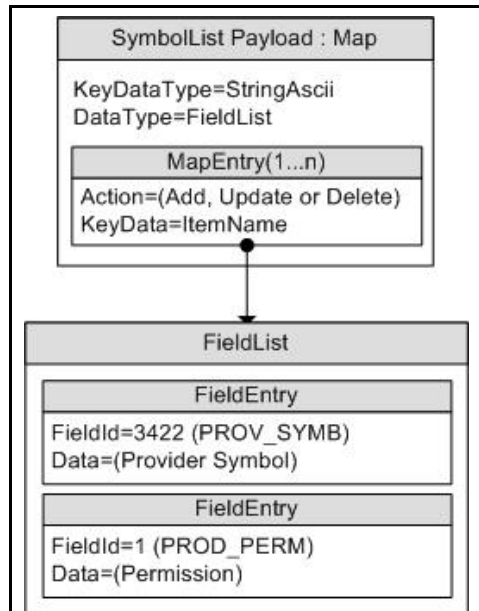 SymbolList Payload : Map
KeyDataType=StringAscii
DataType=FieldList
MapEntry(1...n)
Action=(Add, Update or Delete)
KeyData=ItemName
FieldList
FieldEntry
FieldId=3422 (PROV_SYMB)
Data=(Provider Symbol)
FieldEntry
FieldId=1 (PROD_PERM)
Data=(Permission)